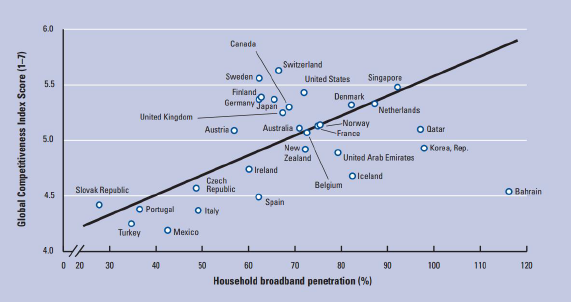 Global Competitiveness Index Score (1–7)
6.0
5.5
5.0
4.5
4.0
Canada
Switzerland
Sweden
United States
Singapore
Finland
Germany
Japan
Denmark
Netherlands
United Kingdom
Norway
Austria
Australia
France
Qatar
New
Zealand
United Arab Emirates
Korea, Rep.
Belgium
Ireland
Iceland
Czech
Republic
Slovak Republic
Spain
Bahrain
Portugal
Italy
Turkey
Mexico
0 20 30 40 50 60 70 80 90 100 110 120
Household broadband penetration (%)